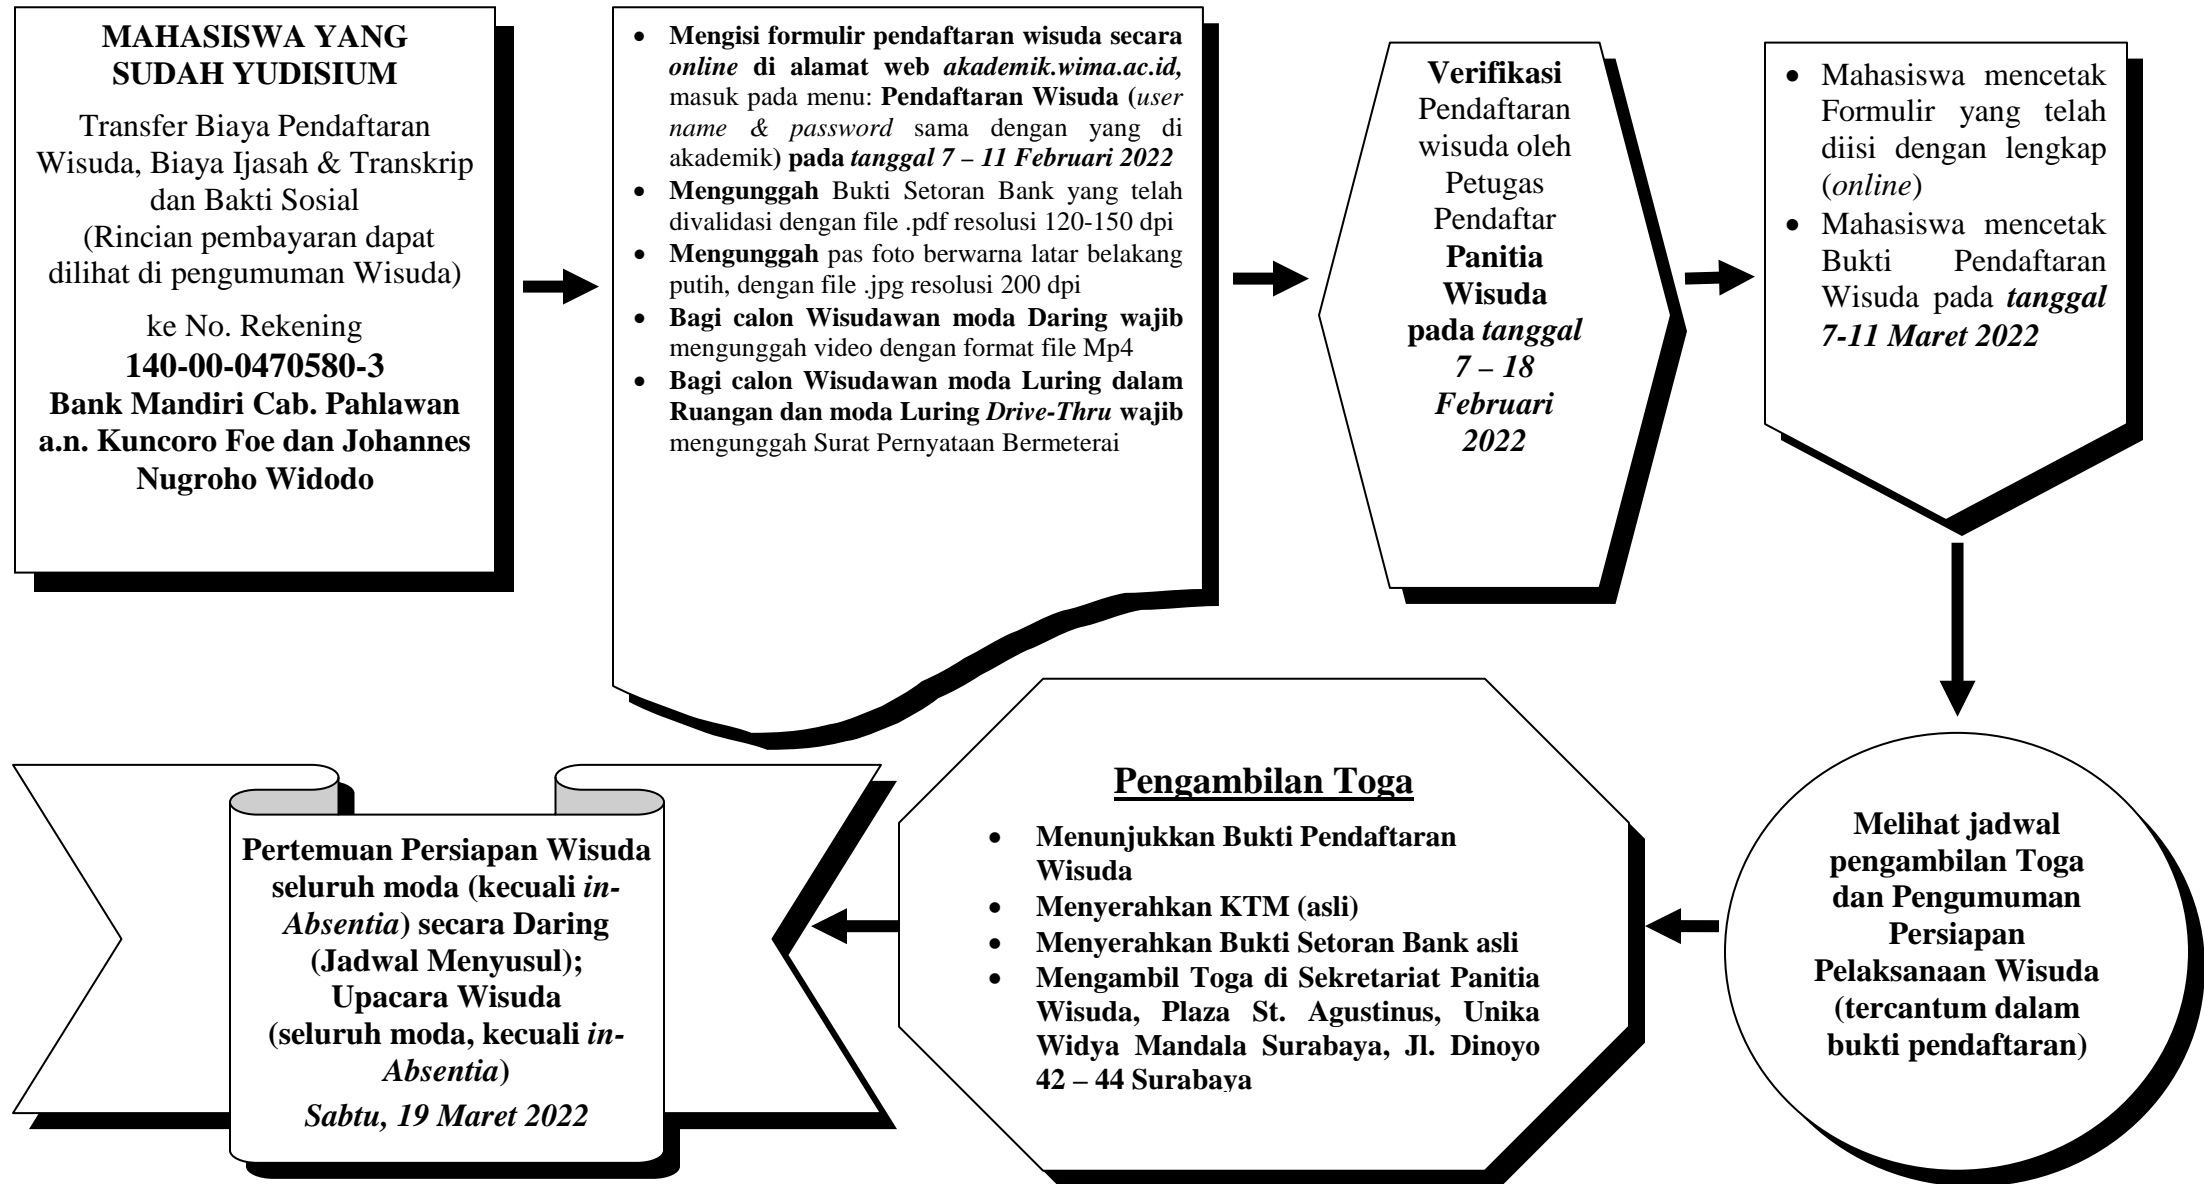 MAHASISWA YANG
SUDAH YUDISIUM
Transfer Biaya Pendaftaran
Wisuda, Biaya Ijasah & Transkrip
dan Bakti Sosial
(Rincian pembayaran dapat
dilihat di pengumuman Wisuda)
ke No. Rekening
140-00-0470580-3
Bank Mandiri Cab. Pahlawan
a.n. Kuncoro Foe dan Johannes
Nugroho Widodo
• Mengisi formulir pendaftaran wisuda secara
online di alamat web akademik.wima.ac.id,
masuk pada menu: Pendaftaran Wisuda (user
name & password sama dengan yang di
akademik) pada tanggal 7 – 11 Februari 2022
• Mengunggah Bukti Setoran Bank yang telah
divalidasi dengan file .pdf resolusi 120-150 dpi
• Mengunggah pas foto berwarna latar belakang
putih, dengan file .jpg resolusi 200 dpi
• Bagi calon Wisudawan moda Daring wajib
mengunggah video dengan format file Mp4
• Bagi calon Wisudawan moda Luring dalam
Ruangan dan moda Luring Drive-Thru wajib
mengunggah Surat Pernyataan Bermeterai
Verifikasi
Pendaftaran
wisuda oleh
Petugas
Pendaftar
Panitia
Wisuda
pada tanggal
7 – 18
Februari
2022
• Mahasiswa mencetak
Formulir yang telah
diisi dengan lengkap
(online)
• Mahasiswa mencetak
Bukti Pendaftaran
Wisuda pada tanggal
7-11 Maret 2022
Melihat jadwal
pengambilan Toga
dan Pengumuman
Persiapan
Pelaksanaan Wisuda
(tercantum dalam
bukti pendaftaran)
Pengambilan Toga
• Menunjukkan Bukti Pendaftaran
Wisuda
• Menyerahkan KTM (asli)
• Menyerahkan Bukti Setoran Bank asli
• Mengambil Toga di Sekretariat Panitia
Wisuda, Plaza St. Agustinus, Unika
Widya Mandala Surabaya, Jl. Dinoyo
42 – 44 Surabaya
Pertemuan Persiapan Wisuda
seluruh moda (kecuali in-
Absentia) secara Daring
(Jadwal Menyusul);
Upacara Wisuda
(seluruh moda, kecuali in-
Absentia)
Sabtu, 19 Maret 2022